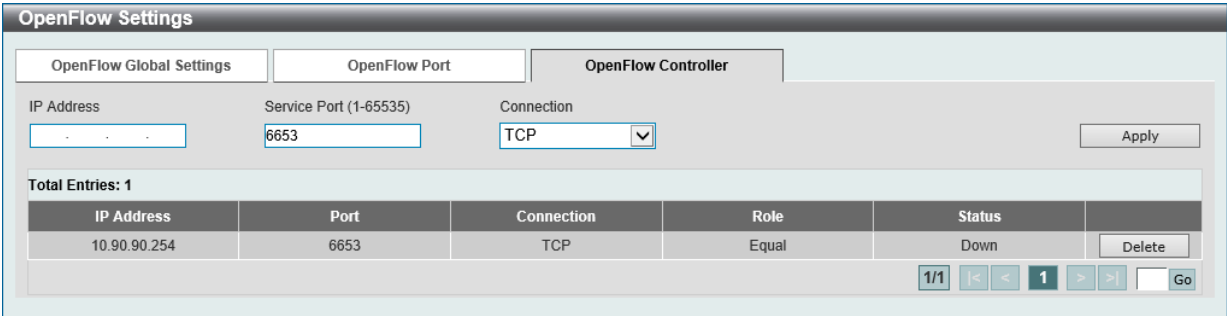 OpenFlow Settings
OpenFlow Global Settings OpenFlow Port OpenFlow Controller
IP Address Service Port (1-65535) Connection
. . . 6653 TCP Apply
Total Entries: 1
IP Address Port Connection Role Status
10.90.90.254 6653 TCP Equal Down Delete
1/1 |< < 1 > >| Go